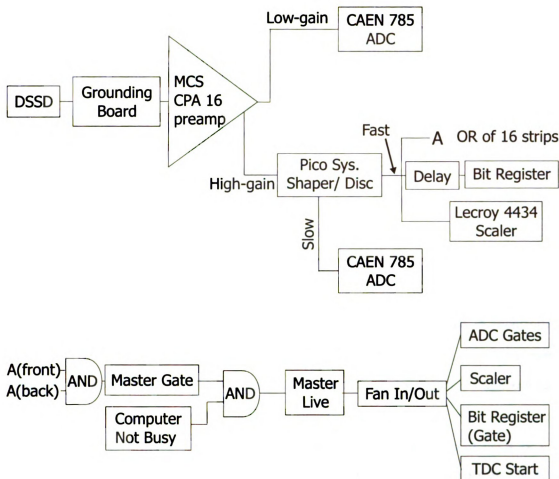 Low-gain
CAEN 785
ADC
MCS
CPA 16
preamp
DSSD
Grounding
Board
Fast
A OR of 16 strips
High-gain
Pico Sys.
Shaper/ Disc
Delay
Bit Register
Lecroy 4434
Scaler
Slow
CAEN 785
ADC
A(front)
A(back)
AND
Master Gate
Computer
Not Busy
AND
Master
Live
Fan In/Out
ADC Gates
Scaler
Bit Register
(Gate)
TDC Start